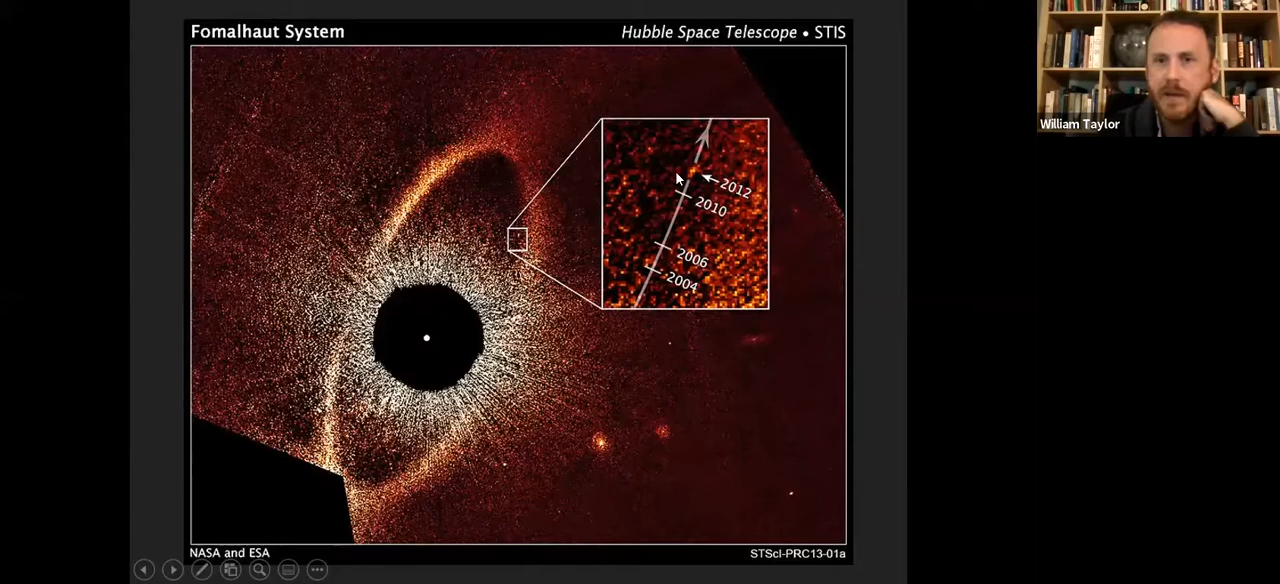 Fomalhaut System
Hubble Space Telescope • STIS
William Taylor
2012
2010
2006
2004
NASA and ESA
STScI-PRC13-01a